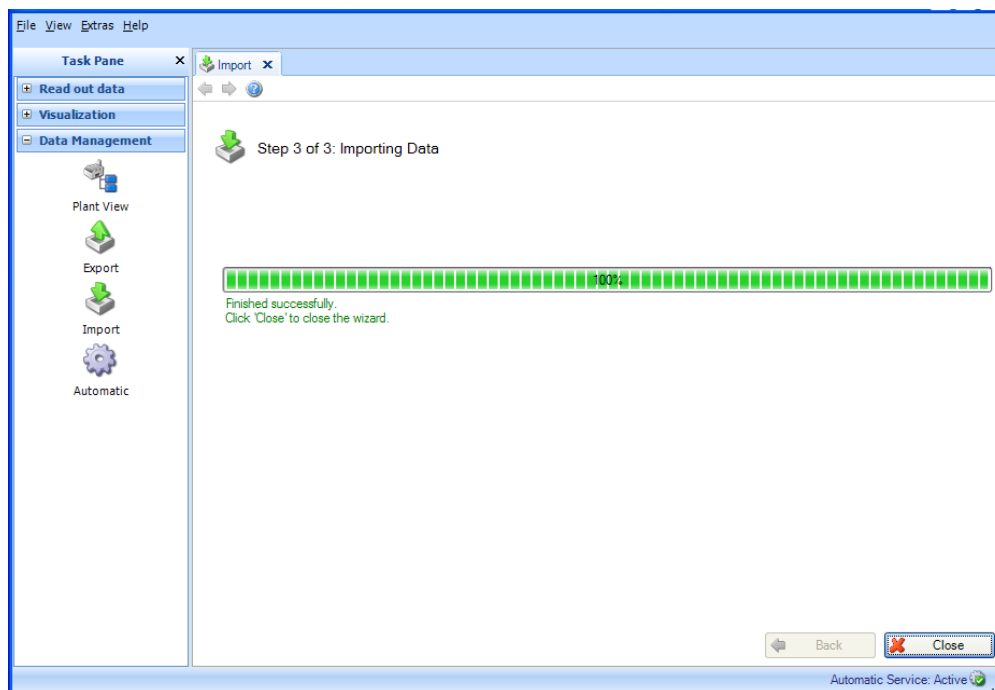 File View Extras Help
Task Pane
Import
Read out data
Visualization
Data Management
Step 3 of 3: Importing Data
Plant View
Export
100%
Finished successfully.
Click 'Close' to close the wizard.
Import
Automatic
Back
Close
Automatic Service: Active